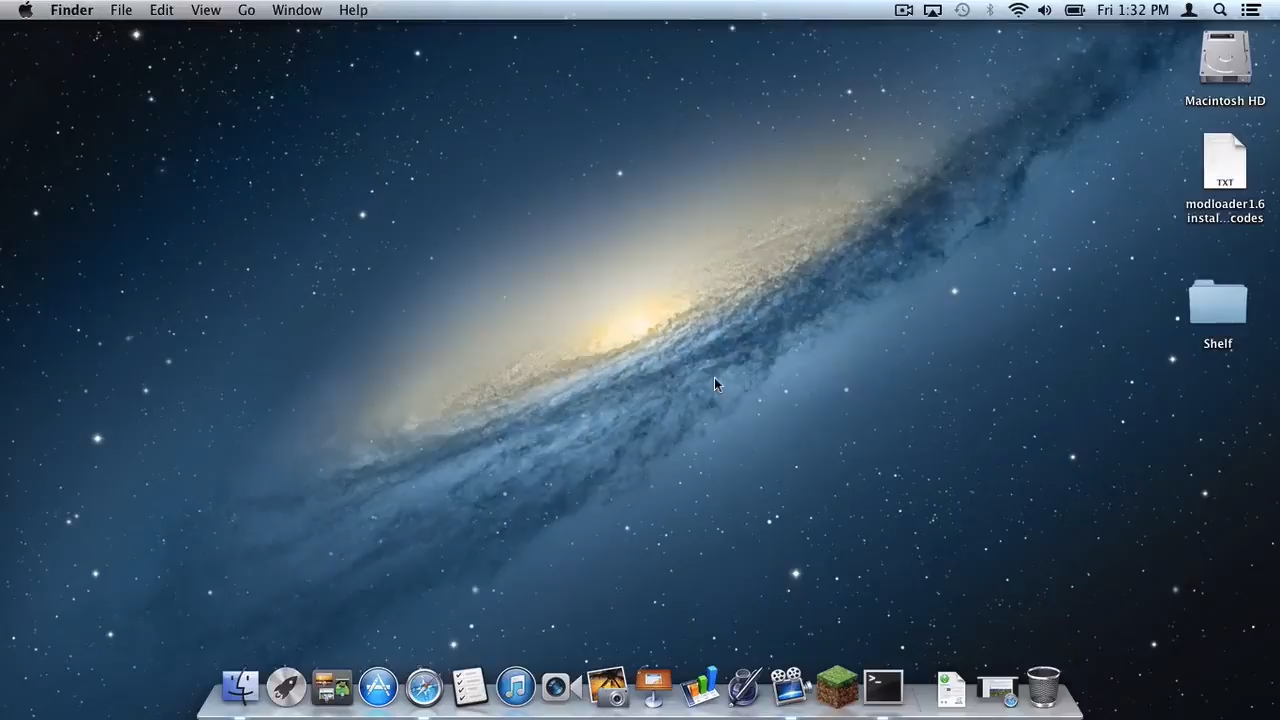 Finder File Edit View Go Window Help Fri 1:32 PM
Macintosh HD
TXT
modloader1.6
instal...codes
Shelf
>_